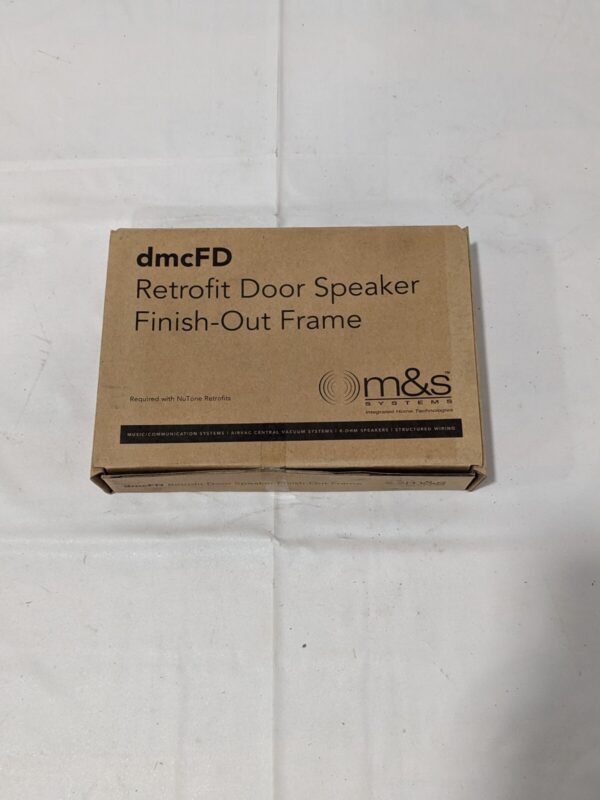 dmcFD
Retrofit Door Speaker
Finish-Out Frame
Required with NuTone Retrofits
m&s
SYSTEMS
Integrated Home Technologies
MUSIC/COMMUNICATION SYSTEMS | AIRVAC CENTRAL VACUUM SYSTEMS | 8-OHM SPEAKERS | STRUCTURED WIRING
dmcFD Retrofit Door Speaker Finish-Out Frame
m&s